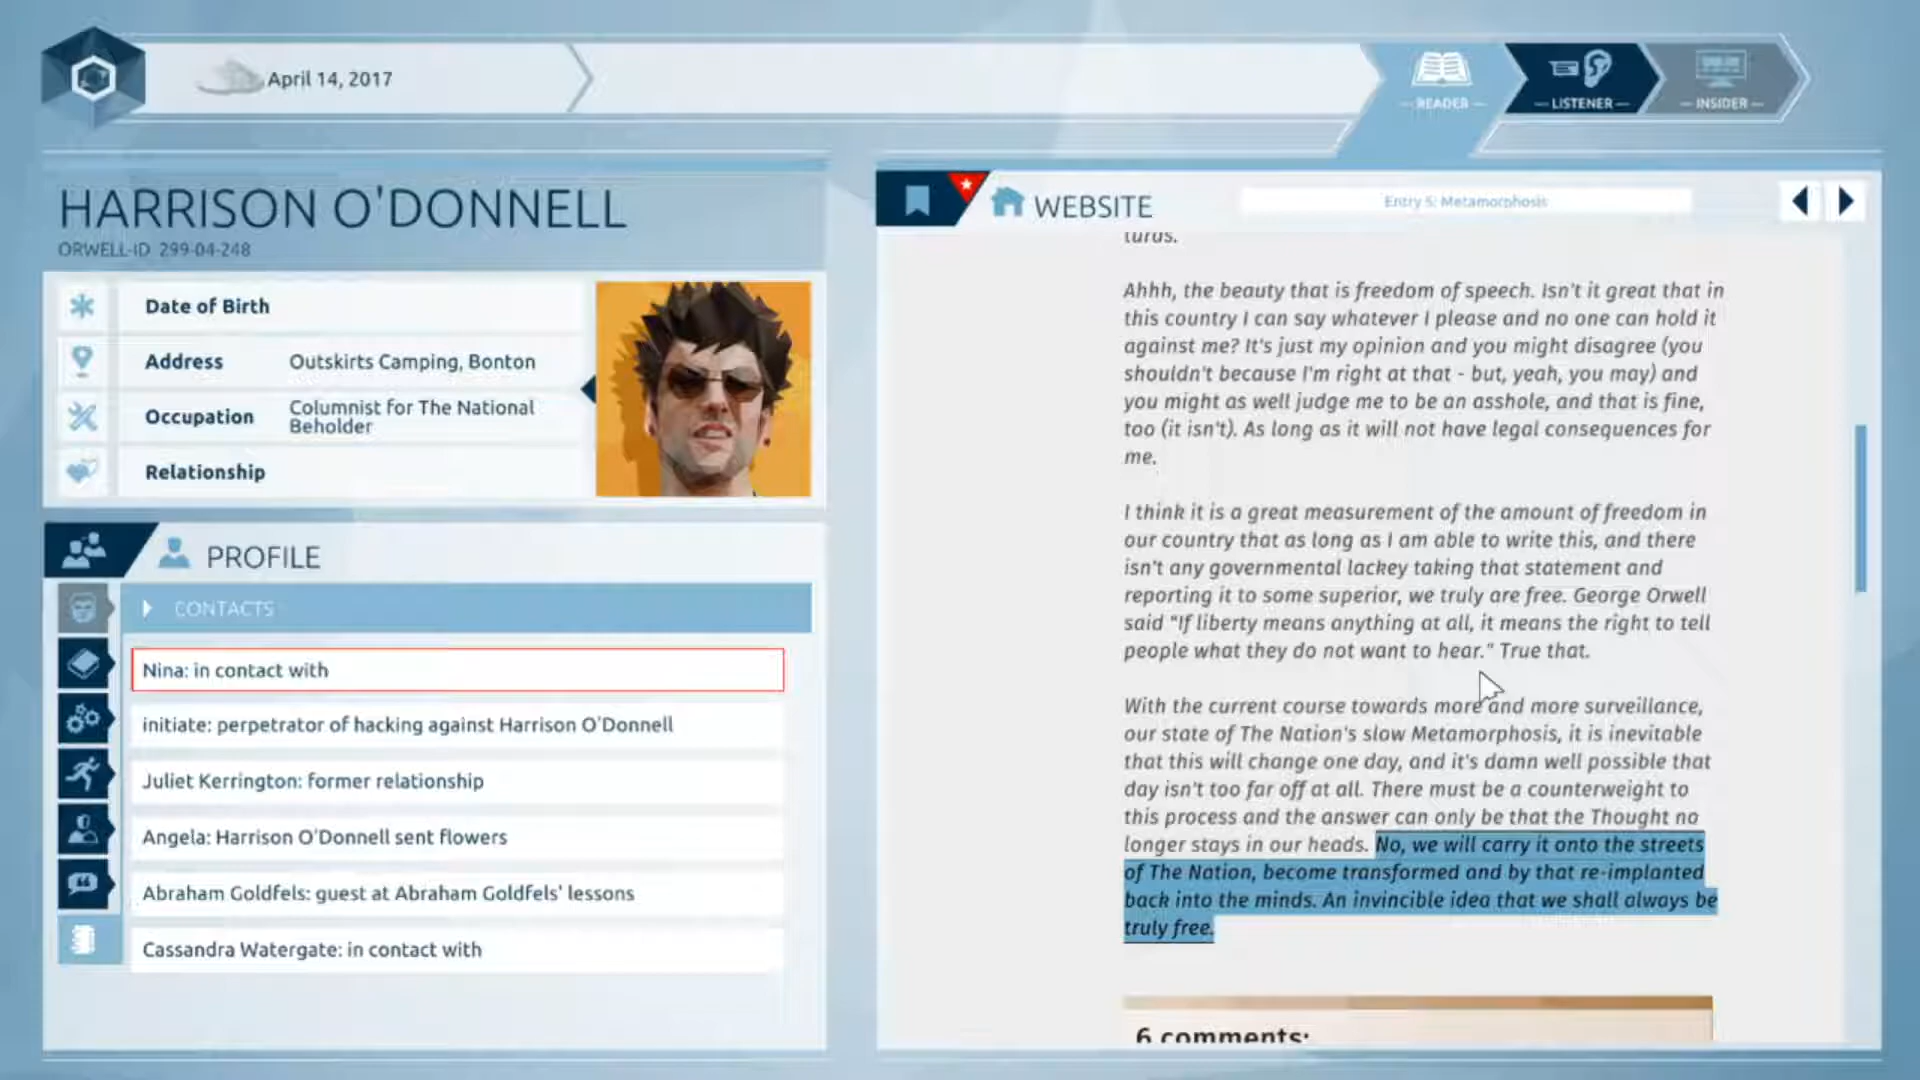 April 14, 2017
READER
LISTENER
INSIDER
HARRISON O'DONNELL
ORWELL-ID 299-04-248
Date of Birth
Address Outskirts Camping, Bonton
Occupation Columnist for The National
Beholder
Relationship
PROFILE
CONTACTS
Nina: in contact with
initiate: perpetrator of hacking against Harrison O'Donnell
Juliet Kerrington: former relationship
Angela: Harrison O'Donnell sent flowers
Abraham Goldfels: guest at Abraham Goldfels' lessons
Cassandra Watergate: in contact with
WEBSITE
Entry 5: Metamorphosis
turds.
Ahhh, the beauty that is freedom of speech. Isn't it great that in
this country I can say whatever I please and no one can hold it
against me? It's just my opinion and you might disagree (you
shouldn't because I'm right at that - but, yeah, you may) and
you might as well judge me to be an asshole, and that is fine,
too (it isn't). As long as it will not have legal consequences for
me.
I think it is a great measurement of the amount of freedom in
our country that as long as I am able to write this, and there
isn't any governmental lackey taking that statement and
reporting it to some superior, we truly are free. George Orwell
said "If liberty means anything at all, it means the right to tell
people what they do not want to hear." True that.
With the current course towards more and more surveillance,
our state of The Nation's slow Metamorphosis, it is inevitable
that this will change one day, and it's damn well possible that
day isn't too far off at all. There must be a counterweight to
this process and the answer can only be that the Thought no
longer stays in our heads. No, we will carry it onto the streets
of The Nation, become transformed and by that re-implanted
back into the minds. An invincible idea that we shall always be
truly free.
6 comments: